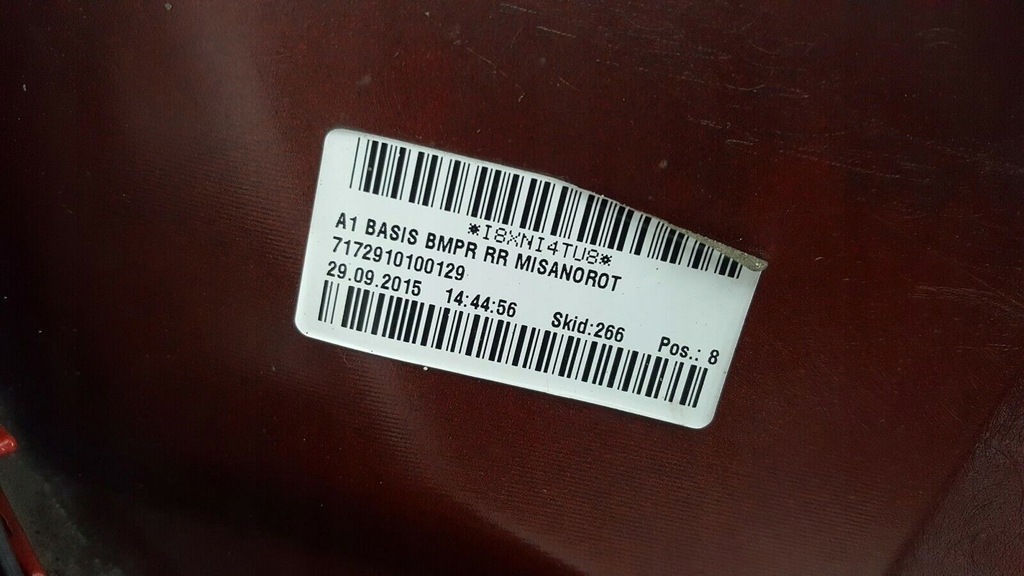 *I8XNI4TU8*
A1 BASIS BMPR RR MISANOROT
7172910100129
29.09.2015 14:44:56 Skid:266 Pos.: 8